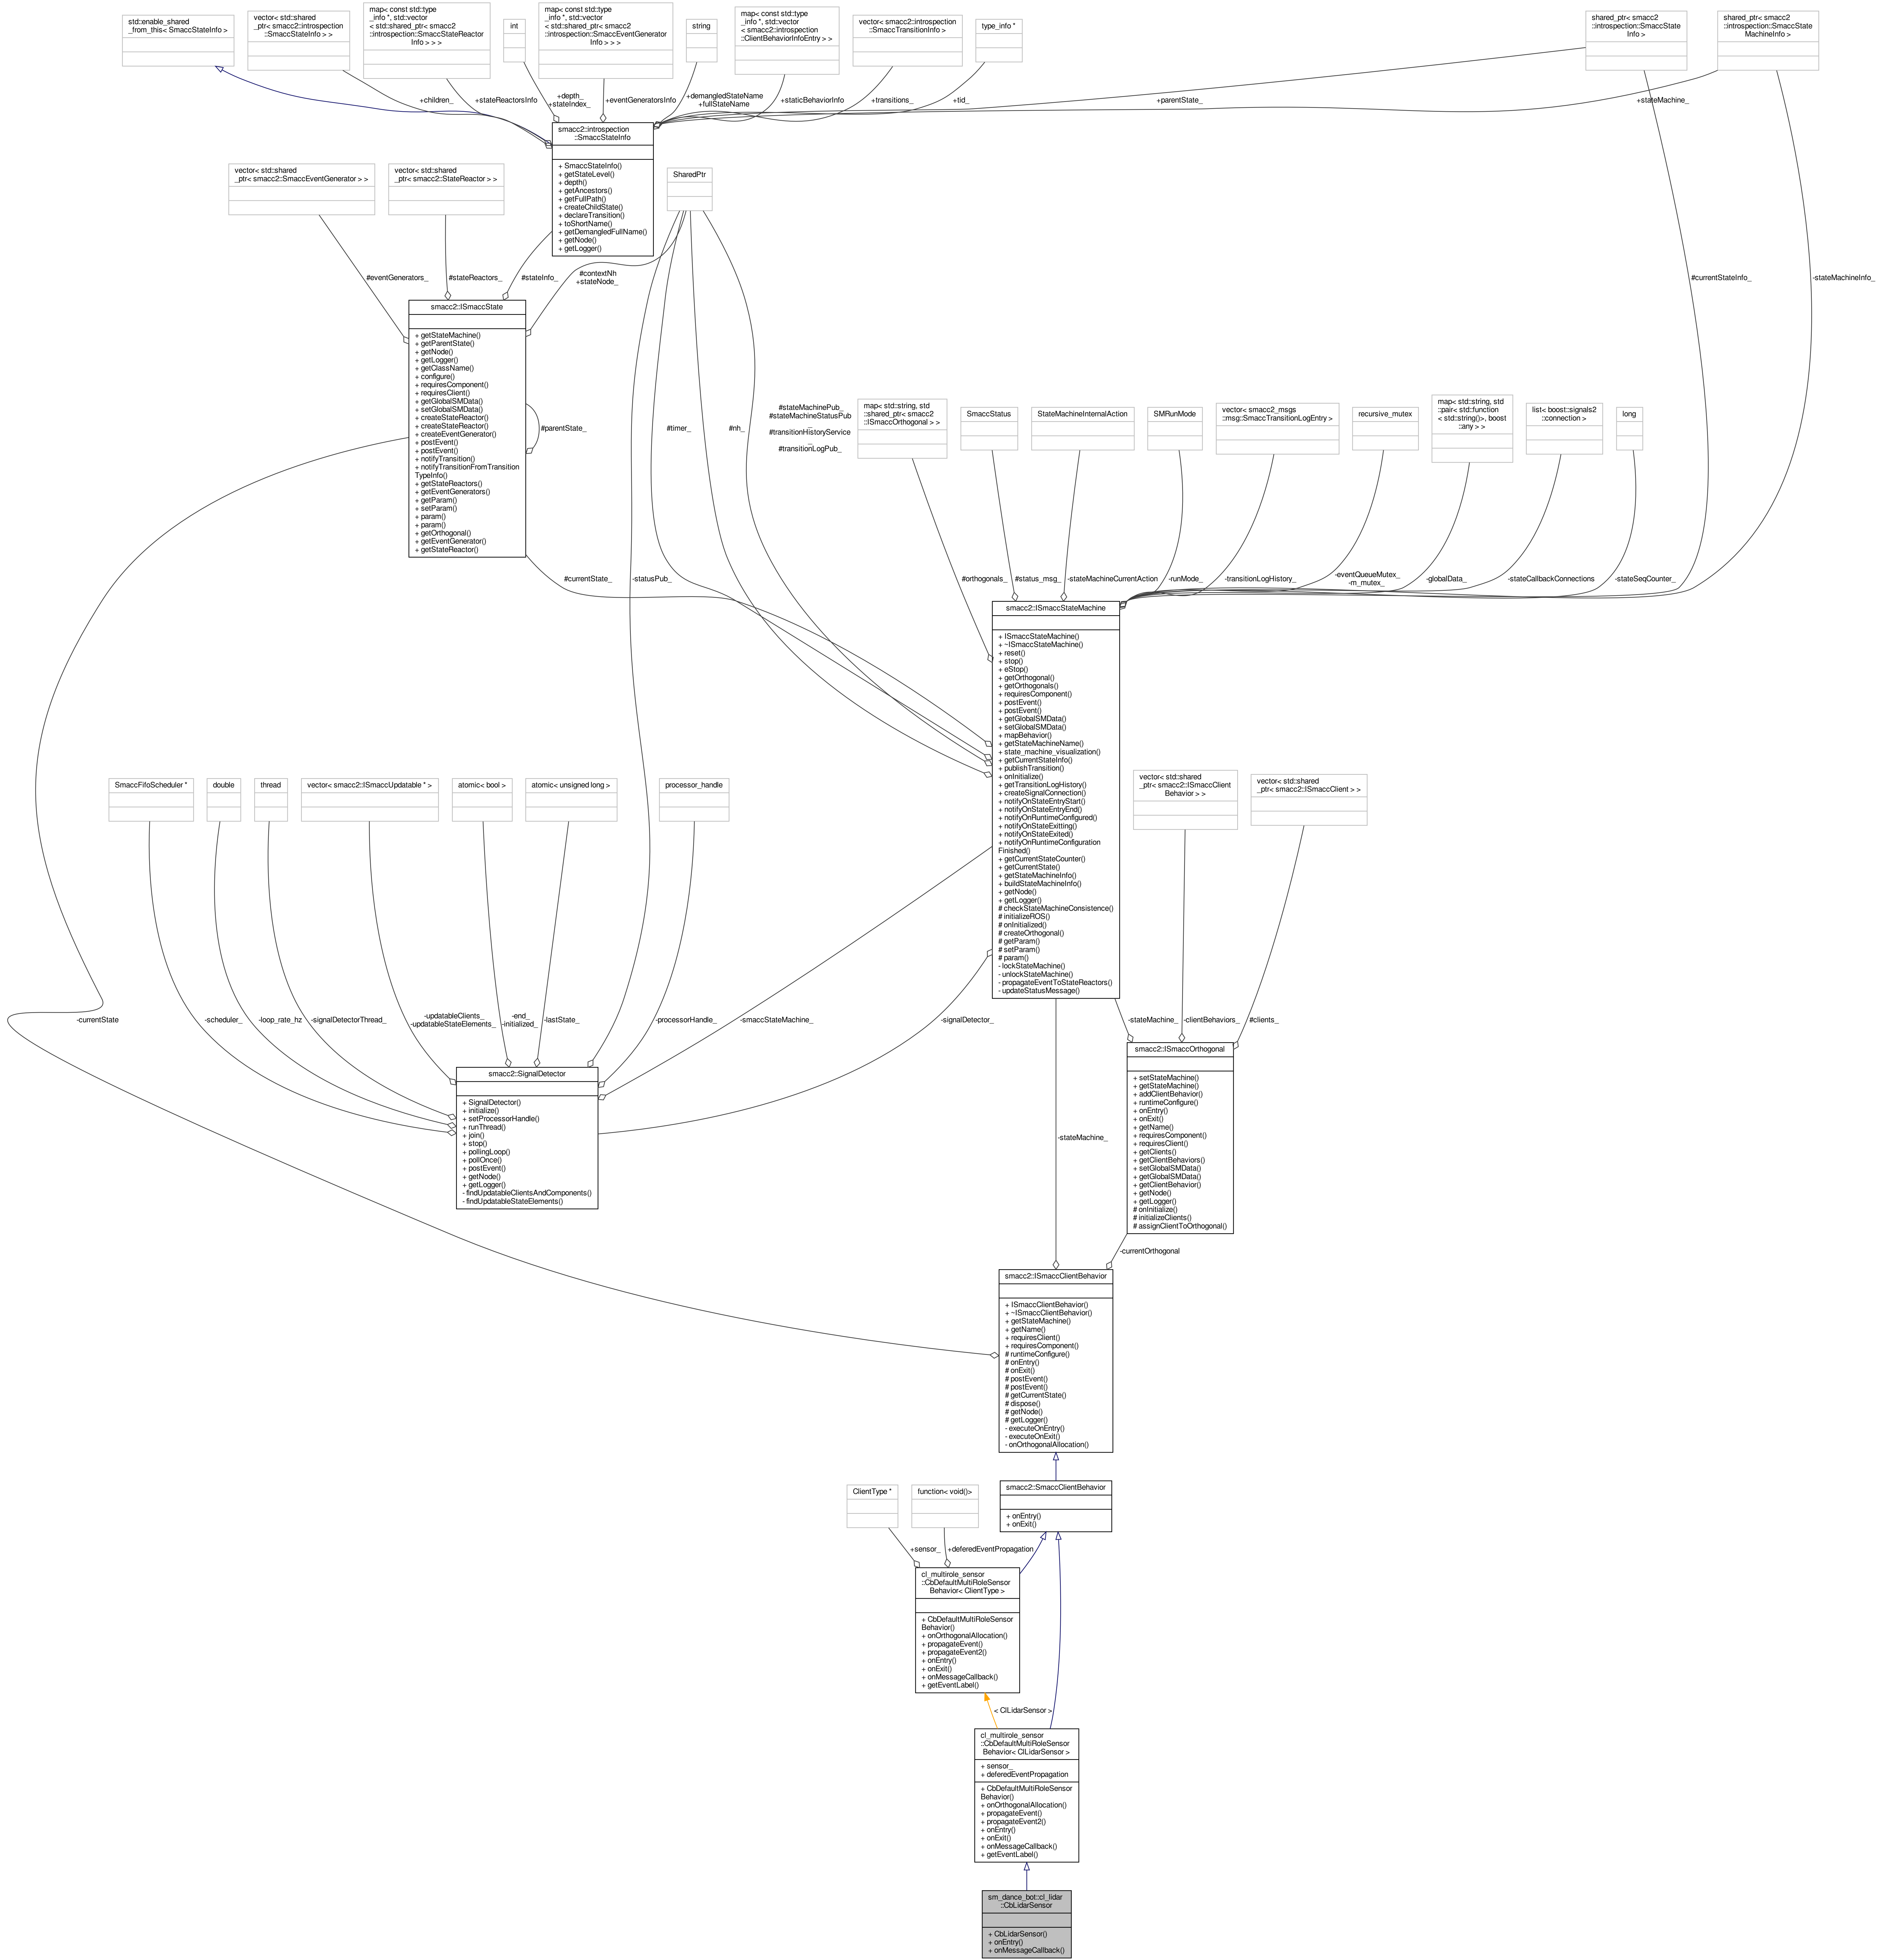 std::enable_shared
_from_this< SmaccStateInfo >
vector< std::shared
_ptr< smacc2::introspection
::SmaccStateInfo > >
map< const std::type
_info *, std::vector
< std::shared_ptr< smacc2
::introspection::SmaccStateReactor
Info > > >
int
map< const std::type
_info *, std::vector
< std::shared_ptr< smacc2
::introspection::SmaccEventGenerator
Info > > >
string
map< const std::type
_info *, std::vector
< smacc2::introspection
::ClientBehaviorInfoEntry > >
vector< smacc2::introspection
::SmaccTransitionInfo >
type_info *
shared_ptr< smacc2
::introspection::SmaccState
Info >
shared_ptr< smacc2
::introspection::SmaccState
MachineInfo >
+children_
+stateReactorsInfo
+depth_
+stateIndex_
+eventGeneratorsInfo
+demangledStateName
+fullStateName
+staticBehaviorInfo
+transitions_
+tid_
+parentState_
+stateMachine_
smacc2::introspection
::SmaccStateInfo
+ SmaccStateInfo()
+ getStateLevel()
+ depth()
+ getAncestors()
+ getFullPath()
+ createChildState()
+ declareTransition()
+ toShortName()
+ getDemangledFullName()
+ getNode()
+ getLogger()
vector< std::shared
_ptr< smacc2::SmaccEventGenerator > >
vector< std::shared
_ptr< smacc2::StateReactor > >
SharedPtr
#eventGenerators_
#stateReactors_
#stateInfo_
#contextNh
+stateNode_
#currentStateInfo_
-stateMachineInfo_
smacc2::ISmaccState
+ getStateMachine()
+ getParentState()
+ getNode()
+ getLogger()
+ getClassName()
+ configure()
+ requiresComponent()
+ requiresClient()
+ getGlobalSMData()
+ setGlobalSMData()
+ createStateReactor()
+ createStateReactor()
+ createEventGenerator()
+ postEvent()
+ postEvent()
+ notifyTransition()
+ notifyTransitionFromTransition
TypeInfo()
+ getStateReactors()
+ getEventGenerators()
+ getParam()
+ setParam()
+ param()
+ param()
+ getOrthogonal()
+ getEventGenerator()
+ getStateReactor()
#parentState_
#timer_
#nh_
#stateMachinePub_
#stateMachineStatusPub
_
#transitionHistoryService
_
#transitionLogPub_
map< std::string, std
::shared_ptr< smacc2
::ISmaccOrthogonal > >
SmaccStatus
StateMachineInternalAction
SMRunMode
vector< smacc2_msgs
::msg::SmaccTransitionLogEntry >
recursive_mutex
map< std::string, std
::pair< std::function
< std::string()>, boost
::any > >
list< boost::signals2
::connection >
long
#currentState_
-statusPub_
#orthogonals_
#status_msg_
-stateMachineCurrentAction
-runMode_
-transitionLogHistory_
-eventQueueMutex_
-m_mutex_
-globalData_
-stateCallbackConnections
-stateSeqCounter_
smacc2::ISmaccStateMachine
+ ISmaccStateMachine()
+ ~ISmaccStateMachine()
+ reset()
+ stop()
+ eStop()
+ getOrthogonal()
+ getOrthogonals()
+ requiresComponent()
+ postEvent()
+ postEvent()
+ getGlobalSMData()
+ setGlobalSMData()
+ mapBehavior()
+ getStateMachineName()
+ state_machine_visualization()
+ getCurrentStateInfo()
+ publishTransition()
+ onInitialize()
+ getTransitionLogHistory()
+ createSignalConnection()
+ notifyOnStateEntryStart()
+ notifyOnStateEntryEnd()
+ notifyOnRuntimeConfigured()
+ notifyOnStateExitting()
+ notifyOnStateExited()
+ notifyOnRuntimeConfiguration
Finished()
+ getCurrentStateCounter()
+ getCurrentState()
+ getStateMachineInfo()
+ buildStateMachineInfo()
+ getNode()
+ getLogger()
# checkStateMachineConsistence()
# initializeROS()
# onInitialized()
# createOrthogonal()
# getParam()
# setParam()
# param()
- lockStateMachine()
- unlockStateMachine()
- propagateEventToStateReactors()
- updateStatusMessage()
SmaccFifoScheduler *
double
thread
vector< smacc2::ISmaccUpdatable * >
atomic< bool >
atomic< unsigned long >
processor_handle
vector< std::shared
_ptr< smacc2::ISmaccClient
Behavior > >
vector< std::shared
_ptr< smacc2::ISmaccClient > >
-currentState
-scheduler_
-loop_rate_hz
-signalDetectorThread_
-updatableClients_
-updatableStateElements_
-end_
-initialized_
-lastState_
-processorHandle_
-smaccStateMachine_
-signalDetector_
-stateMachine_
-clientBehaviors_
#clients_
smacc2::SignalDetector
+ SignalDetector()
+ initialize()
+ setProcessorHandle()
+ runThread()
+ join()
+ stop()
+ pollingLoop()
+ pollOnce()
+ postEvent()
+ getNode()
+ getLogger()
- findUpdatableClientsAndComponents()
- findUpdatableStateElements()
smacc2::ISmaccOrthogonal
+ setStateMachine()
+ getStateMachine()
+ addClientBehavior()
+ runtimeConfigure()
+ onEntry()
+ onExit()
+ getName()
+ requiresComponent()
+ requiresClient()
+ getClients()
+ getClientBehaviors()
+ setGlobalSMData()
+ getGlobalSMData()
+ getClientBehavior()
+ getNode()
+ getLogger()
# onInitialize()
# initializeClients()
# assignClientToOrthogonal()
-stateMachine_
-currentOrthogonal
smacc2::ISmaccClientBehavior
+ ISmaccClientBehavior()
+ ~ISmaccClientBehavior()
+ getStateMachine()
+ getName()
+ requiresClient()
+ requiresComponent()
# runtimeConfigure()
# onEntry()
# onExit()
# postEvent()
# postEvent()
# getCurrentState()
# dispose()
# getNode()
# getLogger()
- executeOnEntry()
- executeOnExit()
- onOrthogonalAllocation()
ClientType *
function< void()>
smacc2::SmaccClientBehavior
+ onEntry()
+ onExit()
+sensor_
+deferedEventPropagation
cl_multirole_sensor
::CbDefaultMultiRoleSensor
Behavior< ClientType >
+ CbDefaultMultiRoleSensor
Behavior()
+ onOrthogonalAllocation()
+ propagateEvent()
+ propagateEvent2()
+ onEntry()
+ onExit()
+ onMessageCallback()
+ getEventLabel()
< ClLidarSensor >
cl_multirole_sensor
::CbDefaultMultiRoleSensor
Behavior< ClLidarSensor >
+ sensor_
+ deferedEventPropagation
+ CbDefaultMultiRoleSensor
Behavior()
+ onOrthogonalAllocation()
+ propagateEvent()
+ propagateEvent2()
+ onEntry()
+ onExit()
+ onMessageCallback()
+ getEventLabel()
sm_dance_bot::cl_lidar
::CbLidarSensor
+ CbLidarSensor()
+ onEntry()
+ onMessageCallback()